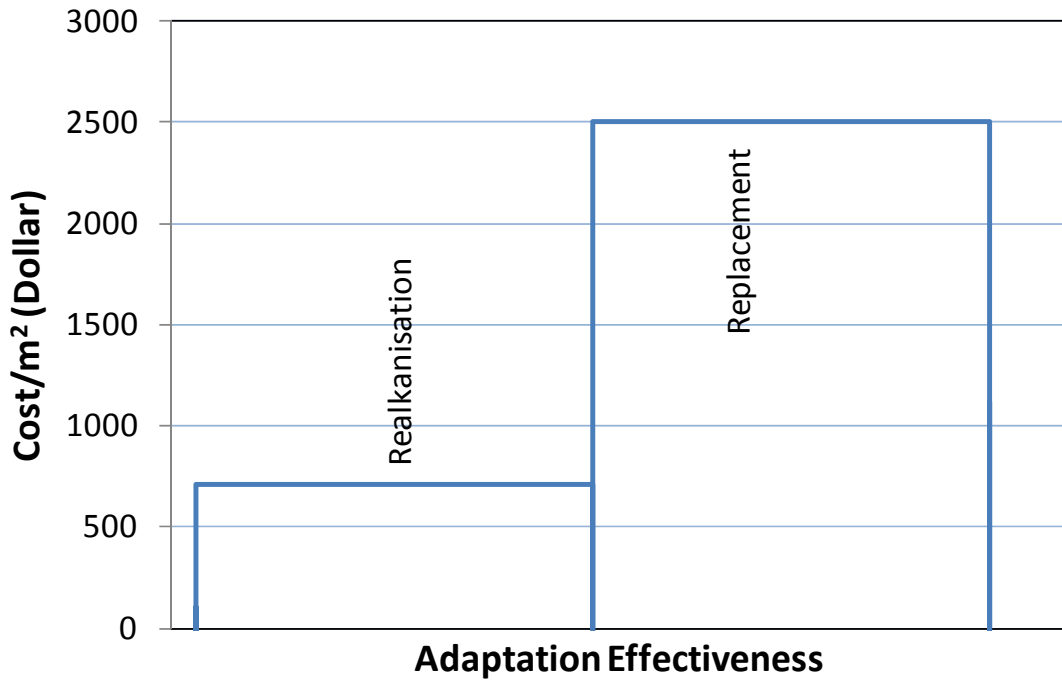 3000
2500
2000
1500
1000
500
0
Cost/m² (Dollar)
Realkanisation
Replacement
Adaptation Effectiveness